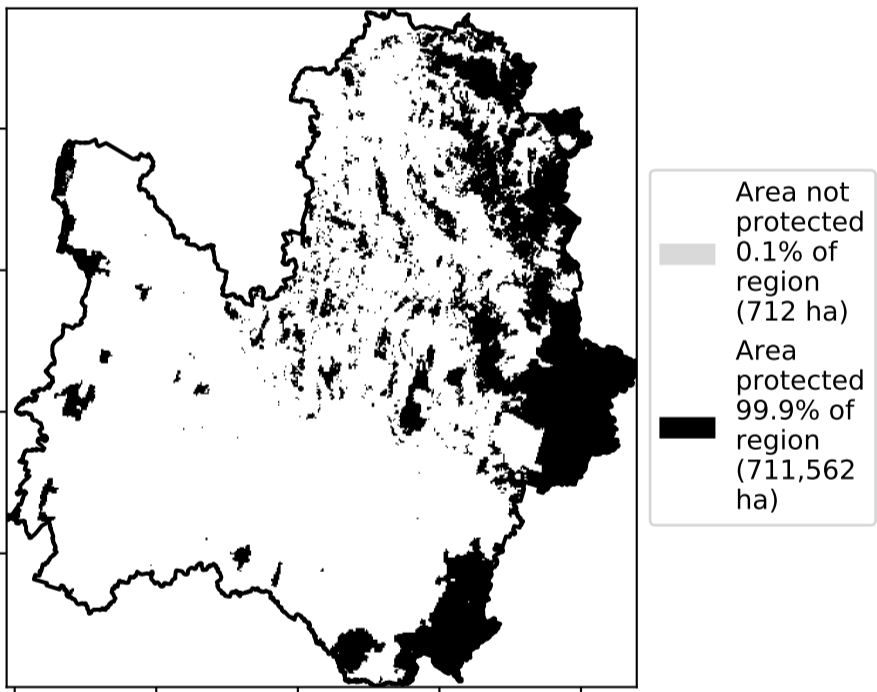 Area not
protected
0.1% of
region
(712 ha)
Area
protected
99.9% of
region
(711,562
ha)